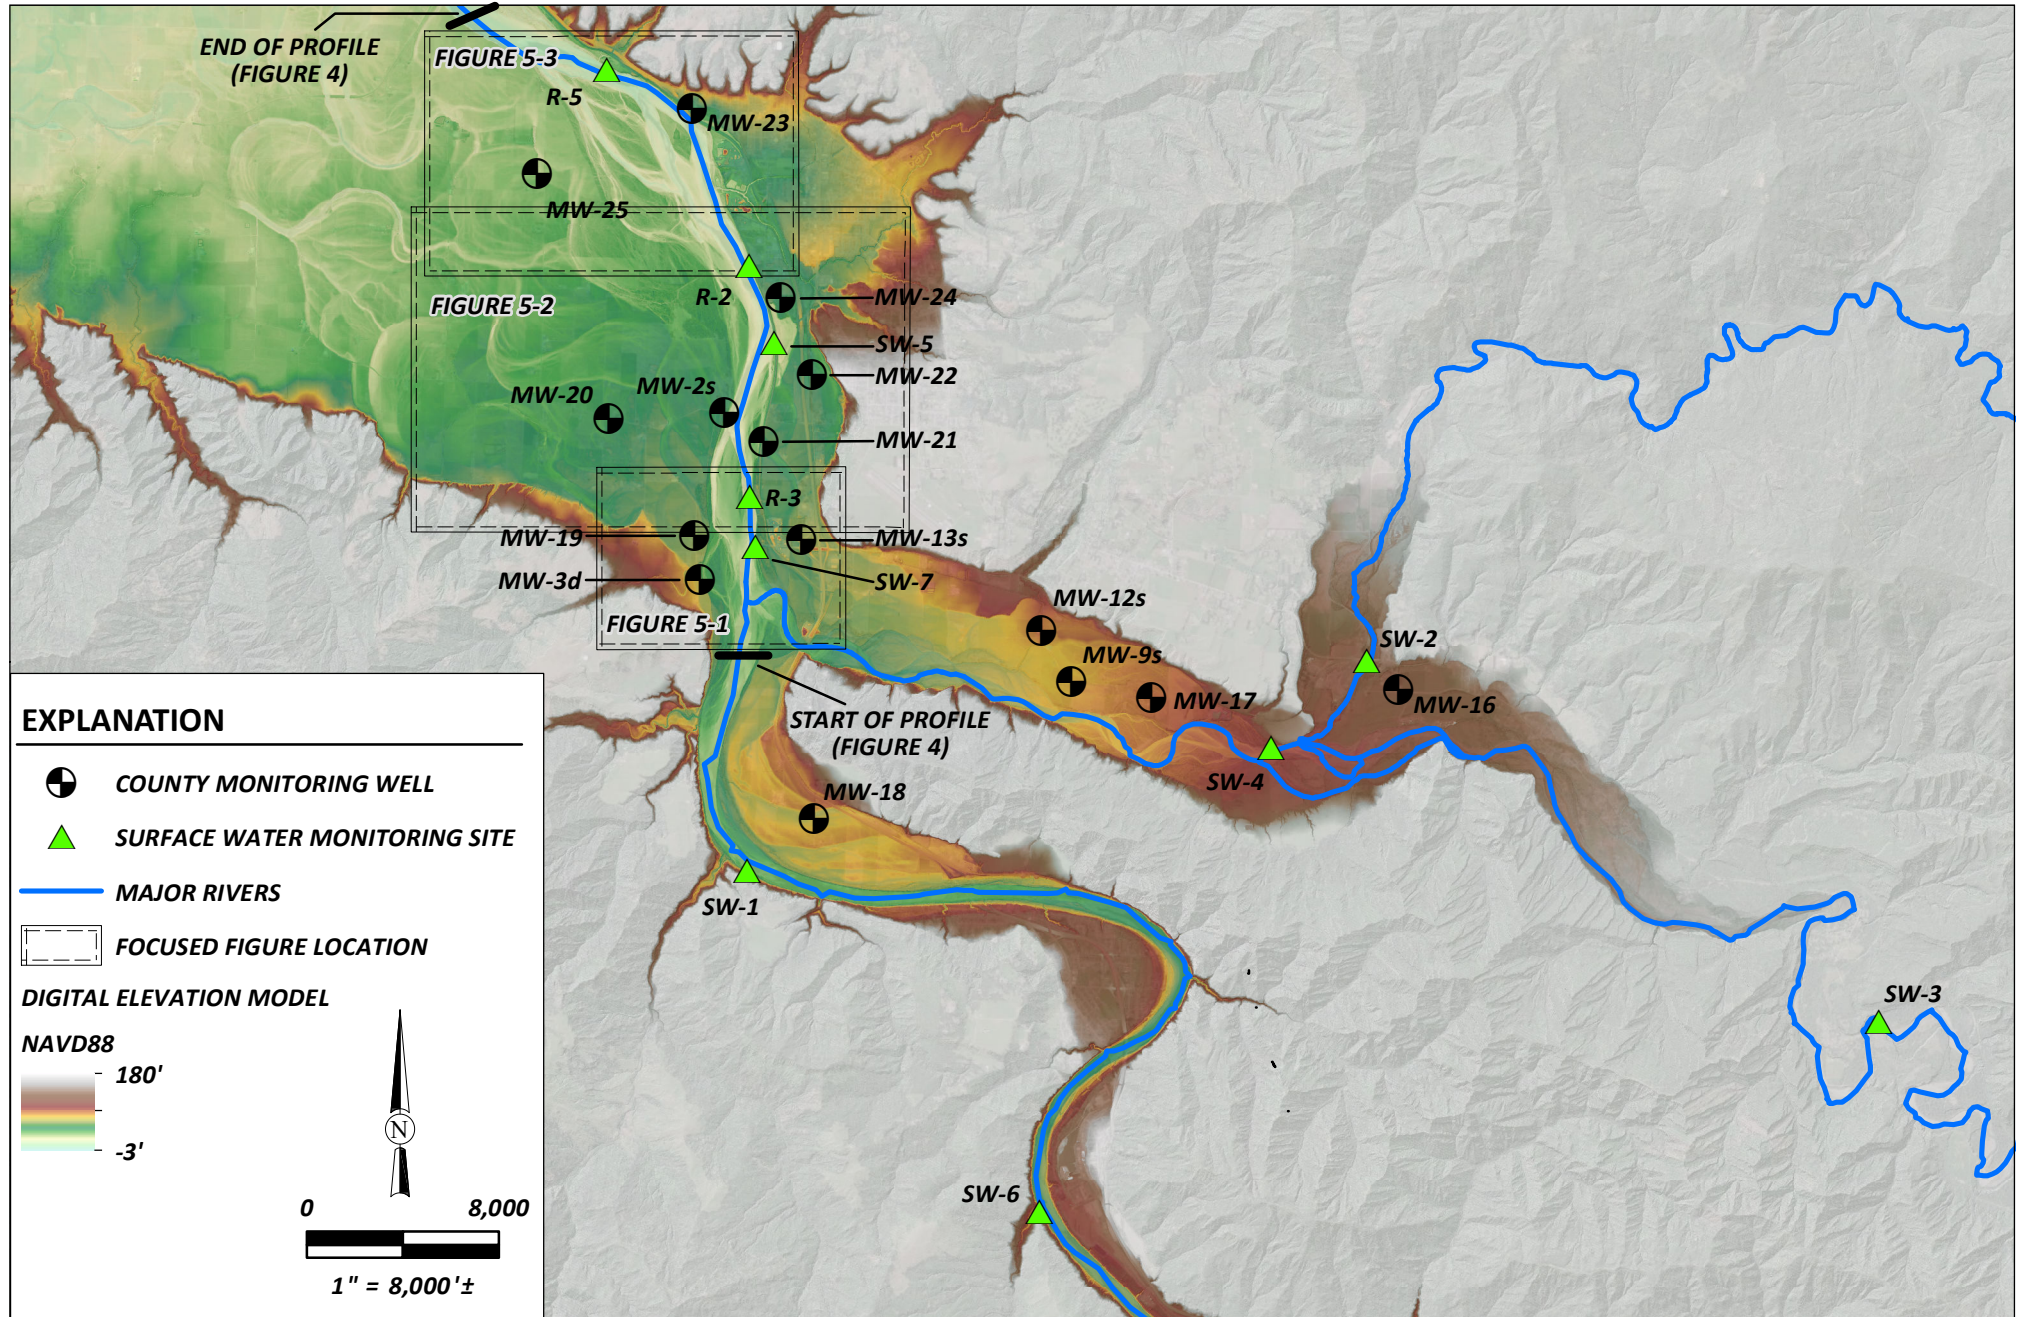 END OF PROFILE
(FIGURE 4)
FIGURE 5-3
R-5
MW-23
MW-25
FIGURE 5-2
R-2
MW-24
SW-5
MW-22
MW-20
MW-2s
MW-21
R-3
MW-19
MW-13s
MW-3d
SW-7
FIGURE 5-1
MW-12s
MW-9s
MW-17
SW-2
MW-16
START OF PROFILE
(FIGURE 4)
SW-4
MW-18
SW-1
SW-3
SW-6
EXPLANATION
COUNTY MONITORING WELL
SURFACE WATER MONITORING SITE
MAJOR RIVERS
FOCUSED FIGURE LOCATION
DIGITAL ELEVATION MODEL
NAVD88
180'
-3'
N
0 8,000
1" = 8,000'±